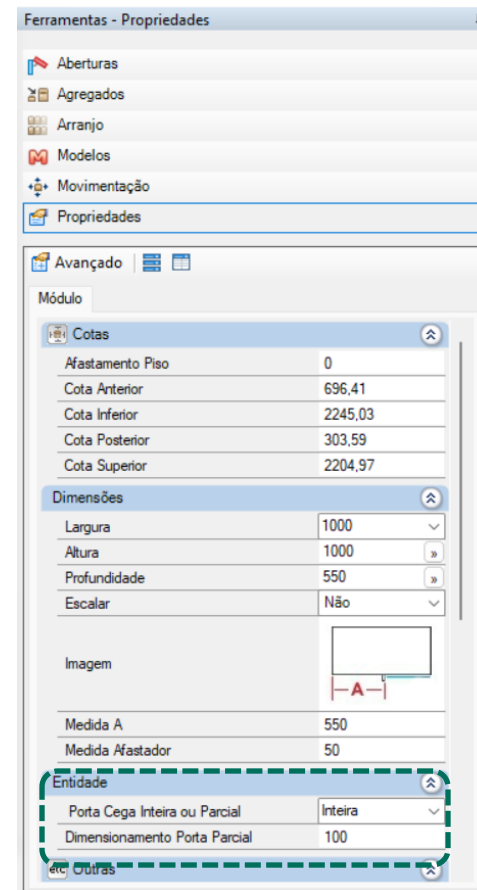 Ferramentas - Propriedades
Aberturas
Agregados
Arranjo
Modelos
Movimentação
Propriedades
Avançado
Módulo
Cotas
Afastamento Piso 0
Cota Anterior 696,41
Cota Inferior 2245,03
Cota Posterior 303,59
Cota Superior 2204,97
Dimensões
Largura 1000
Altura 1000
Profundidade 550
Escalar Não
Imagem
A
Medida A 550
Medida Afastador 50
Entidade
Porta Cega Inteira ou Parcial Inteira
Dimensionamento Porta Parcial 100
etc Outras